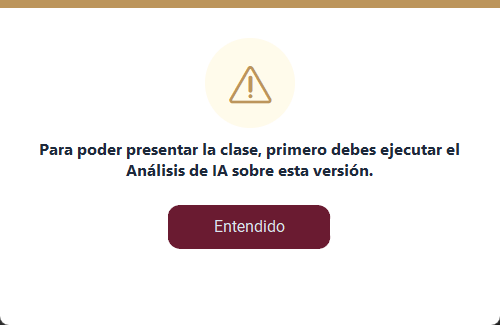 Para poder presentar la clase, primero debes ejecutar el
Análisis de IA sobre esta versión.
Entendido